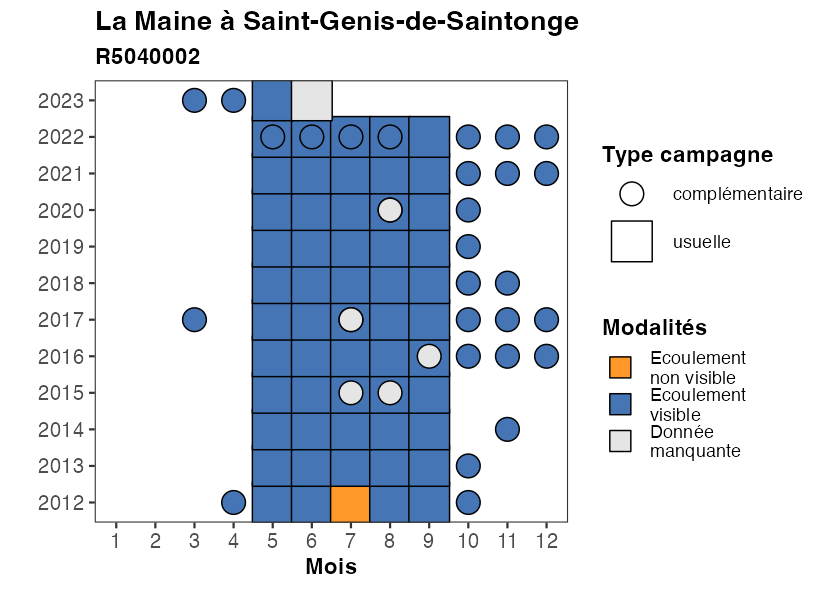 La Maine à Saint-Genis-de-Saintonge
R5040002
2023
2022
2021
2020
2019
2018
2017
2016
2015
2014
2013
2012
1 2 3 4 5 6 7 8 9 10 11 12
Mois
Type campagne
complémentaire
usuelle
Modalités
Ecoulement
non visible
Ecoulement
visible
Donnée
manquante